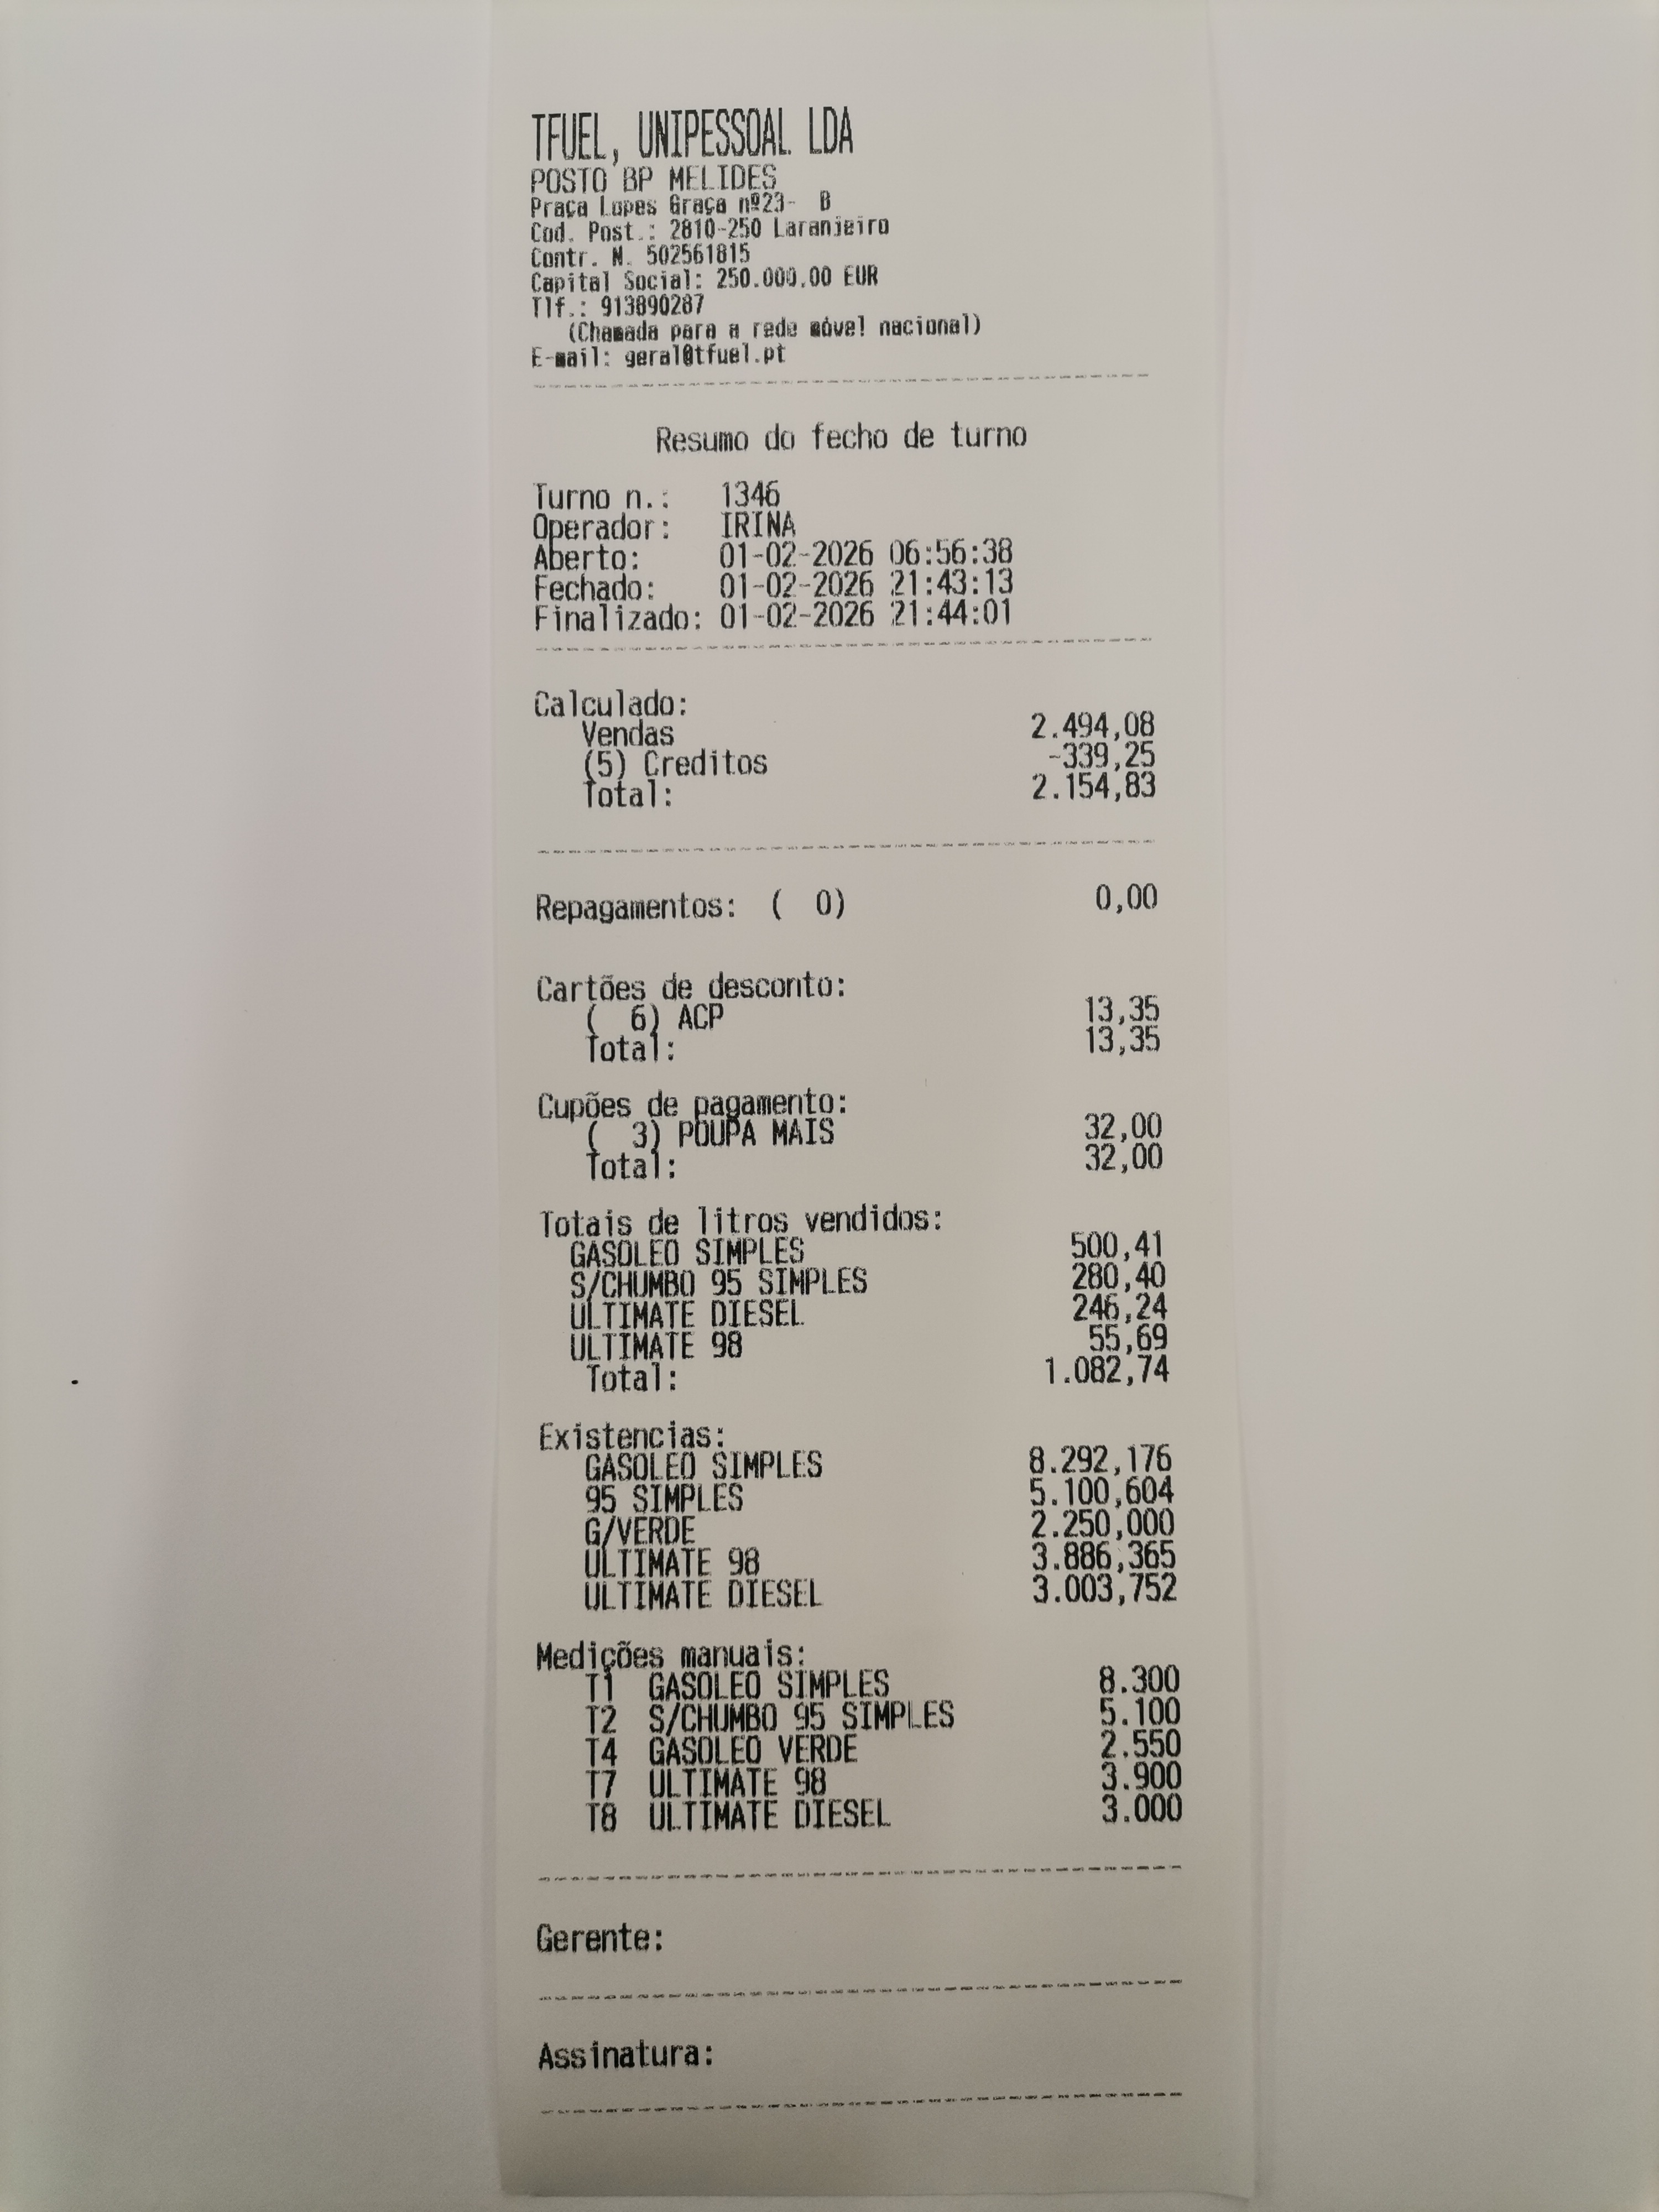 TFUEL, UNIPESSOAL LDA
POSTO BP MELIDES
Praça Lopes Graça nº23-  B
Cod. Post.: 2810-250 Laranjeiro
Contr. N. 502561815
Capital Social: 250.000.00 EUR
Tlf.: 913890287
(Chamada para a rede móvel nacional)
E-mail: geral@tfuel.pt
Resumo do fecho de turno
Turno n.: 1346
Operador: IRINA
Aberto: 01-02-2026 06:56:38
Fechado: 01-02-2026 21:43:13
Finalizado: 01-02-2026 21:44:01
Calculado:
Vendas 2.494,08
(5) Creditos -339,25
Total: 2.154,83
Repagamentos: (  0) 0,00
Cartões de desconto:
(  6) ACP 13,35
Total: 13,35
Cupões de pagamento:
(  3) POUPA MAIS 32,00
Total: 32,00
Totais de litros vendidos:
GASOLEO SIMPLES 500,41
S/CHUMBO 95 SIMPLES 280,40
ULTIMATE DIESEL 246,24
ULTIMATE 98 55,69
Total: 1.082,74
Existencias:
GASOLEO SIMPLES 8.292,176
95 SIMPLES 5.100,604
G/VERDE 2.250,000
ULTIMATE 98 3.886,365
ULTIMATE DIESEL 3.003,752
Medições manuais:
T1 GASOLEO SIMPLES 8.300
T2 S/CHUMBO 95 SIMPLES 5.100
T4 GASOLEO VERDE 2.550
T7 ULTIMATE 98 3.900
T8 ULTIMATE DIESEL 3.000
Gerente:
Assinatura: